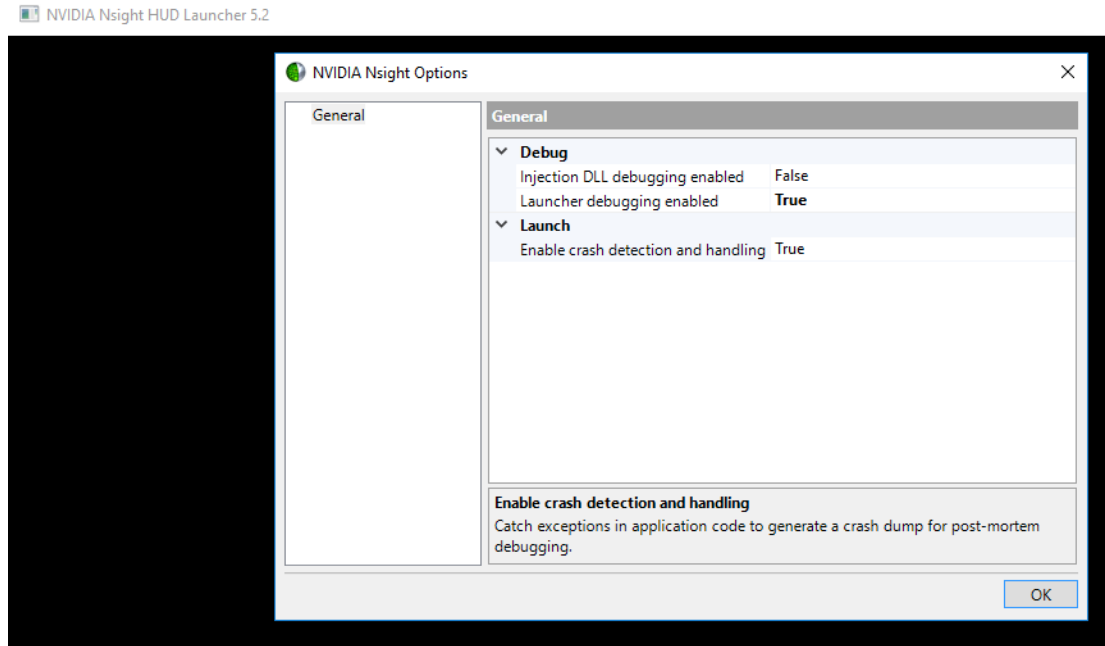 NVIDIA Nsight HUD Launcher 5.2
NVIDIA Nsight Options
General
General
Debug
Injection DLL debugging enabled False
Launcher debugging enabled True
Launch
Enable crash detection and handling True
Enable crash detection and handling
Catch exceptions in application code to generate a crash dump for post-mortem
debugging.
OK